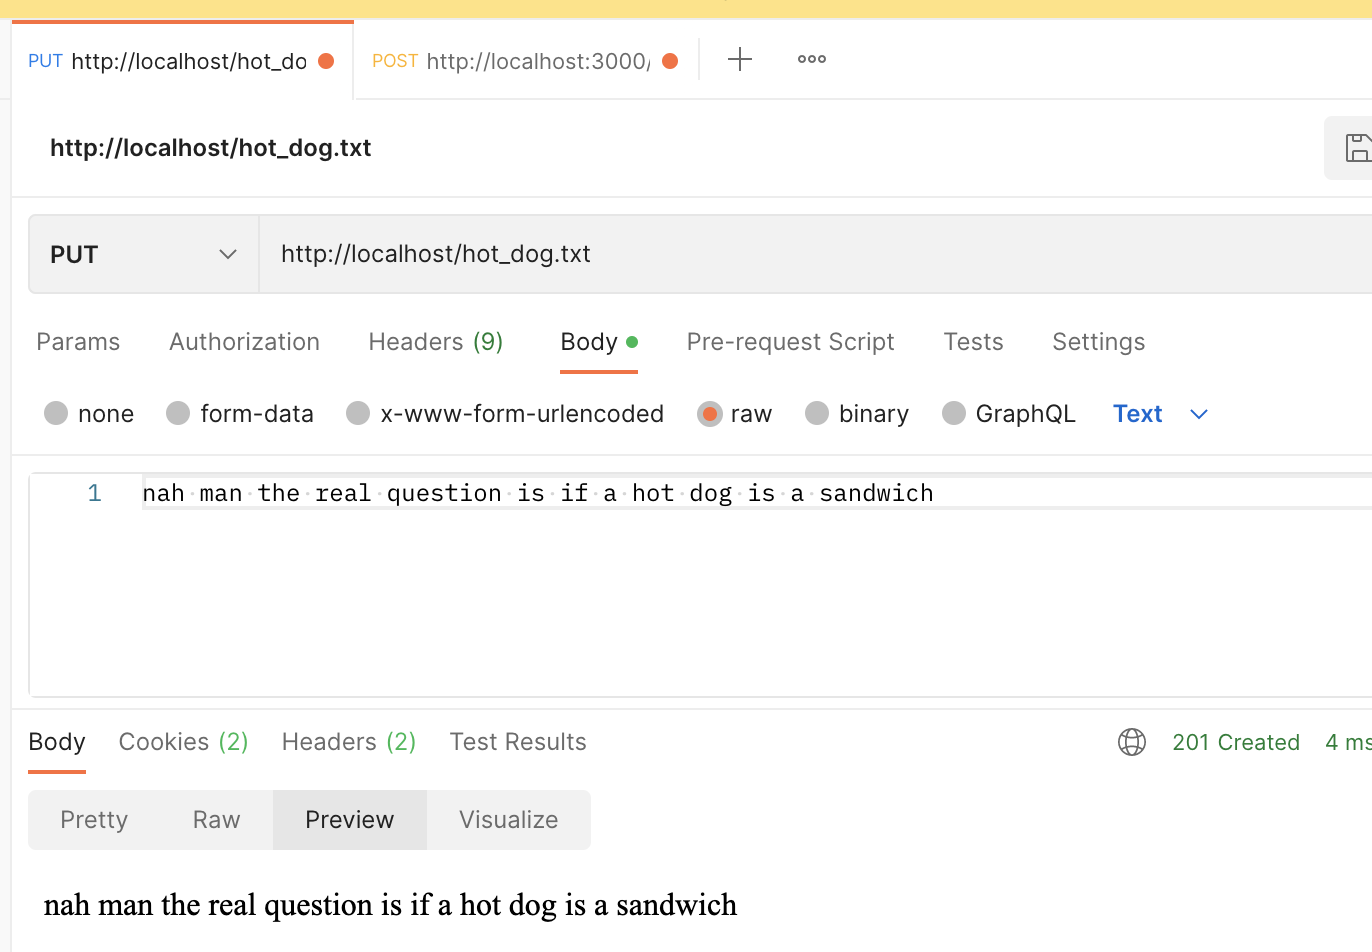 PUT http://localhost/hot_do POST http://localhost:3000/
http://localhost/hot_dog.txt
PUT http://localhost/hot_dog.txt
Params Authorization Headers (9) Body Pre-request Script Tests Settings
none form-data x-www-form-urlencoded raw binary GraphQL Text
1 nah man the real question is if a hot dog is a sandwich
Body Cookies (2) Headers (2) Test Results 201 Created 4 ms
Pretty Raw Preview Visualize
nah man the real question is if a hot dog is a sandwich